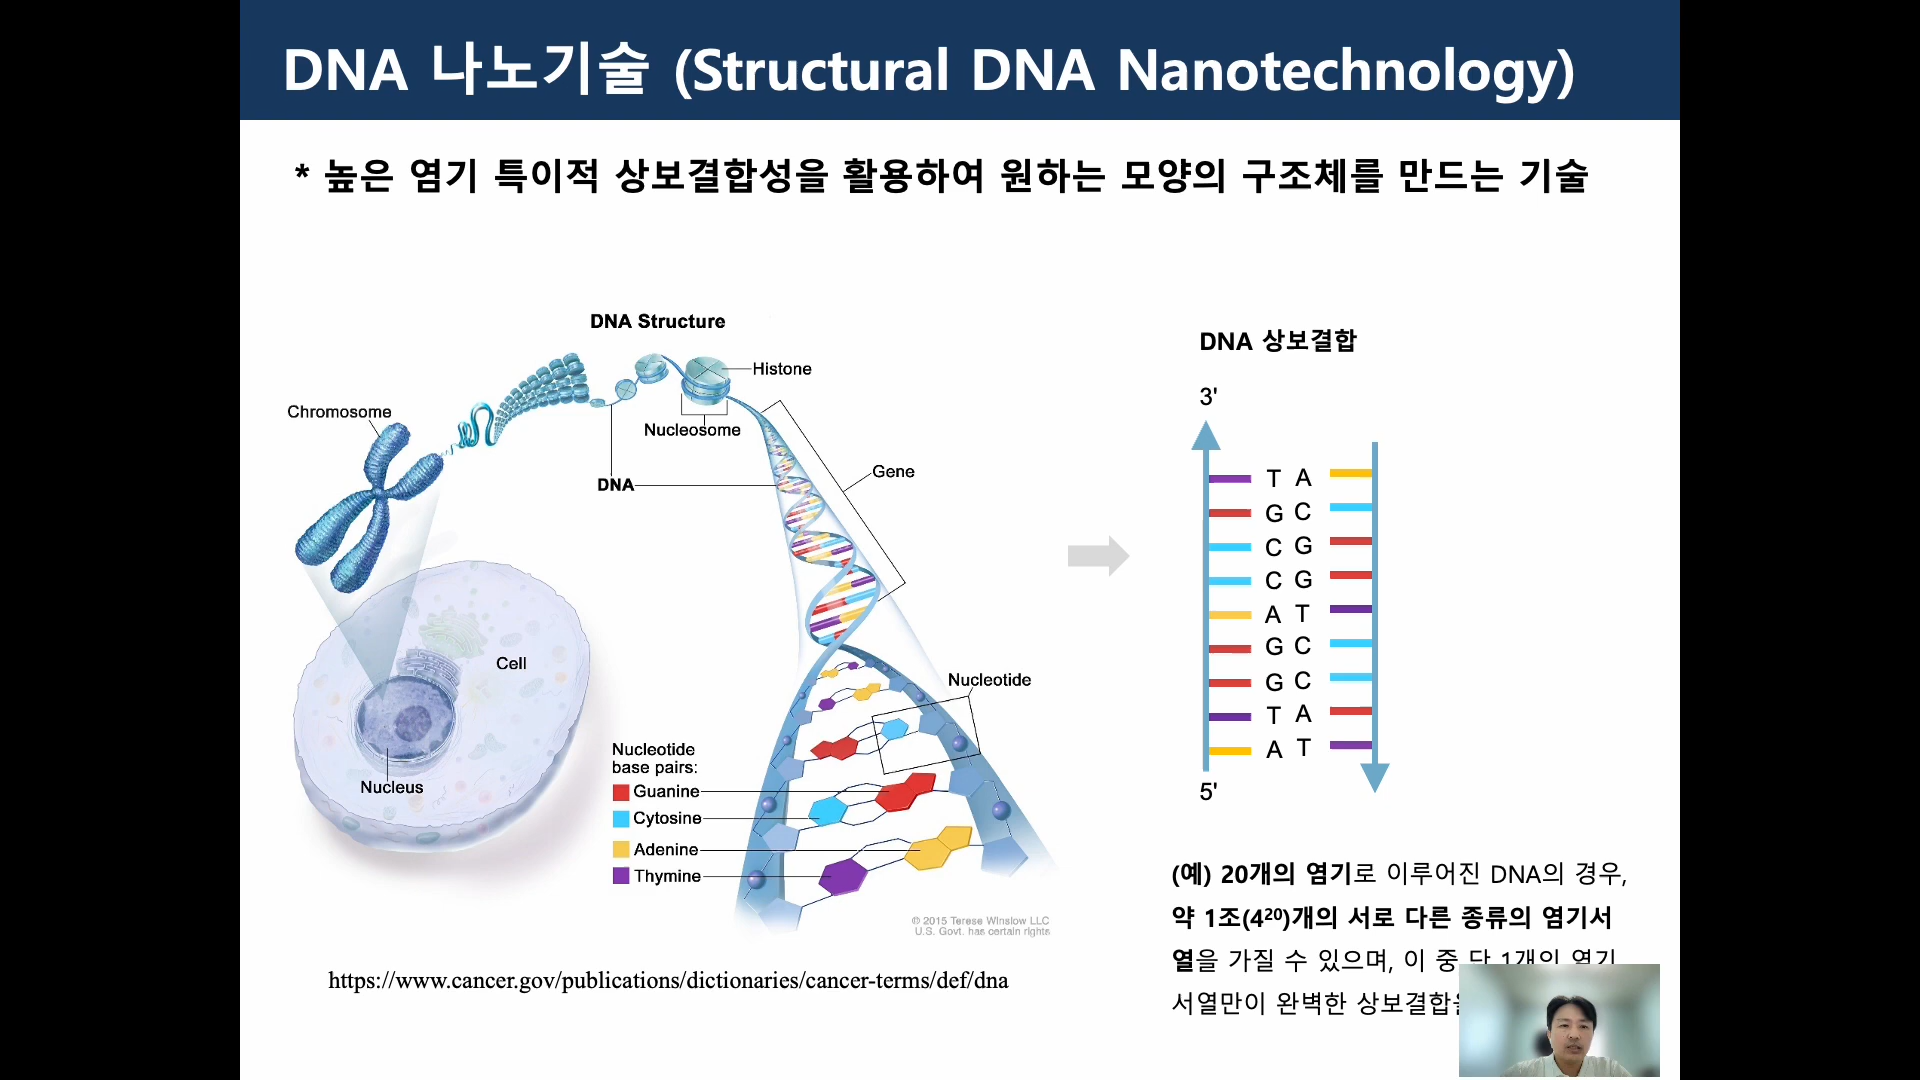 DNA 나노기술 (Structural DNA Nanotechnology)
* 높은 염기 특이적 상보결합성을 활용하여 원하는 모양의 구조체를 만드는 기술
DNA Structure
Histone
Chromosome
Nucleosome
Gene
DNA
Cell
Nucleotide
Nucleus
Nucleotide
base pairs:
Guanine
Cytosine
Adenine
Thymine
© 2015 Terese Winslow LLC
U.S. Govt. has certain rights
https://www.cancer.gov/publications/dictionaries/cancer-terms/def/dna
DNA 상보결합
3'
T A
G C
C G
C G
A T
G C
G C
T A
A T
5'
(예) 20개의 염기로 이루어진 DNA의 경우,
약 1조(4²⁰)개의 서로 다른 종류의 염기서
열을 가질 수 있으며, 이 중 단 1개의 염기
서열만이 완벽한 상보결합을